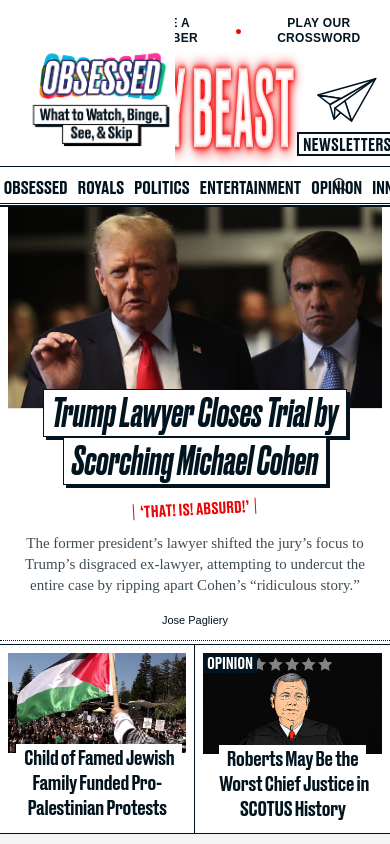 E A
BER
PLAY OUR
CROSSWORD
OBSESSED
What to Watch, Binge,
See, & Skip
Y BEAST
NEWSLETTERS
OBSESSED ROYALS POLITICS ENTERTAINMENT OPINION INN
Trump Lawyer Closes Trial by
Scorching Michael Cohen
‘THAT! IS! ABSURD!’
The former president’s lawyer shifted the jury’s focus to
Trump’s disgraced ex-lawyer, attempting to undercut the
entire case by ripping apart Cohen’s “ridiculous story.”
Jose Pagliery
Child of Famed Jewish
Family Funded Pro-
Palestinian Protests
OPINION
Roberts May Be the
Worst Chief Justice in
SCOTUS History